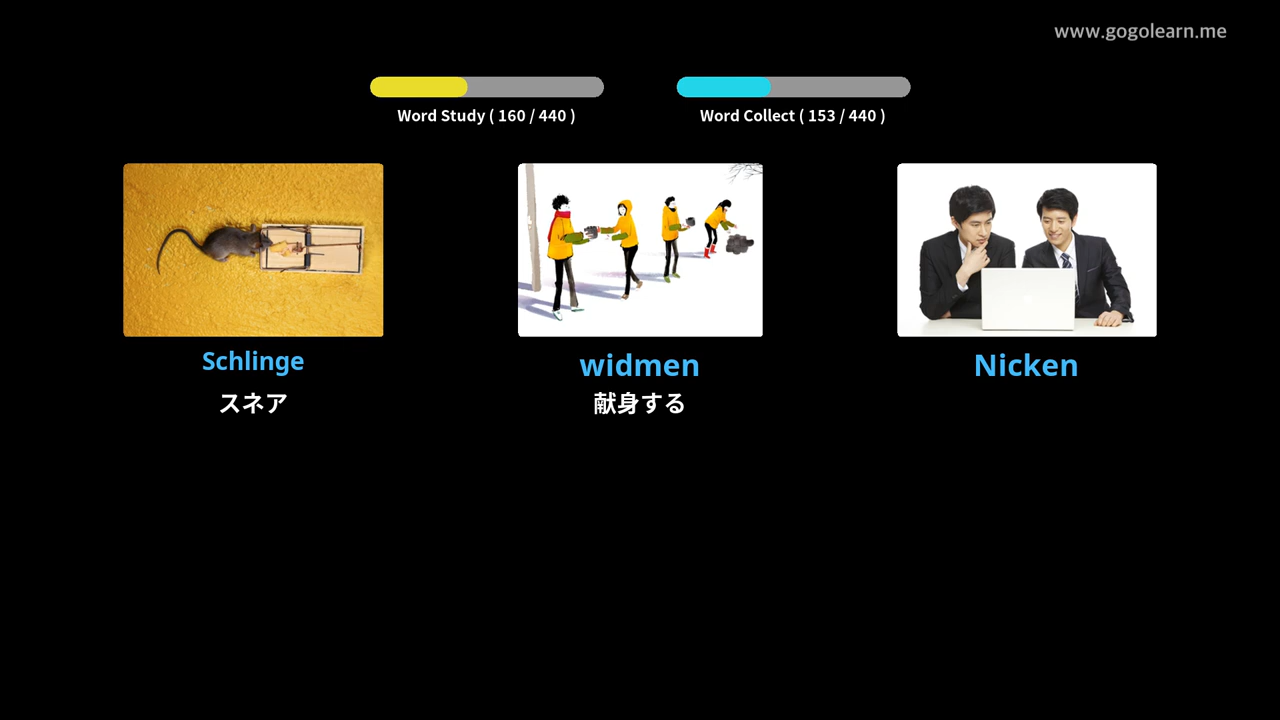 www.gogolearn.me
Word Study ( 160 / 440 )
Word Collect ( 153 / 440 )
Schlinge
スネア
widmen
献身する
Nicken